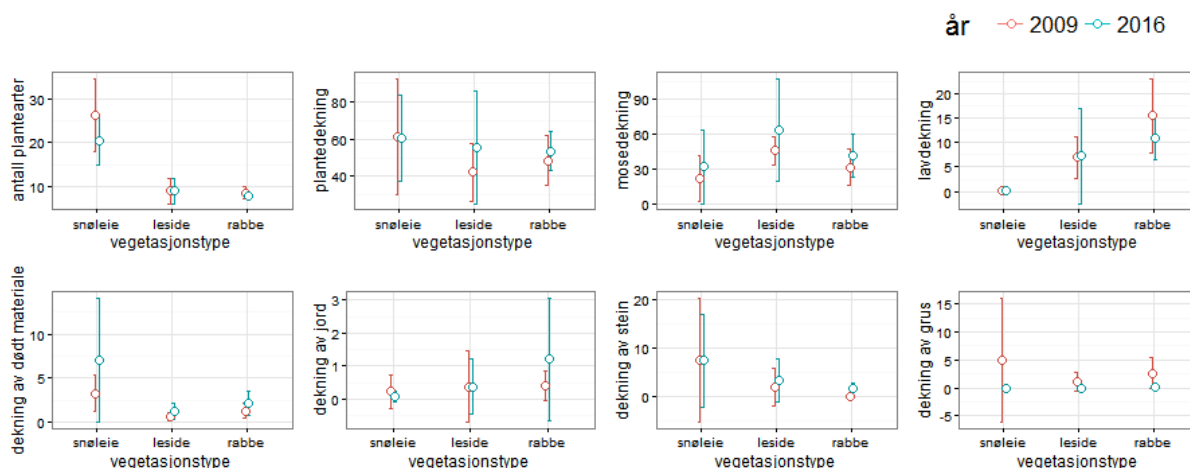 år 2009 2016
antall plantearter
30
20
10
snøleie leside rabbe
vegetasjonstype
plantedekning
80
60
40
snøleie leside rabbe
vegetasjonstype
mosedekning
90
60
30
0
snøleie leside rabbe
vegetasjonstype
lavdekning
20
15
10
5
0
snøleie leside rabbe
vegetasjonstype
dekning av dødt materiale
10
5
0
snøleie leside rabbe
vegetasjonstype
dekning av jord
3
2
1
0
snøleie leside rabbe
vegetasjonstype
dekning av stein
20
10
0
snøleie leside rabbe
vegetasjonstype
dekning av grus
15
10
5
0
-5
snøleie leside rabbe
vegetasjonstype